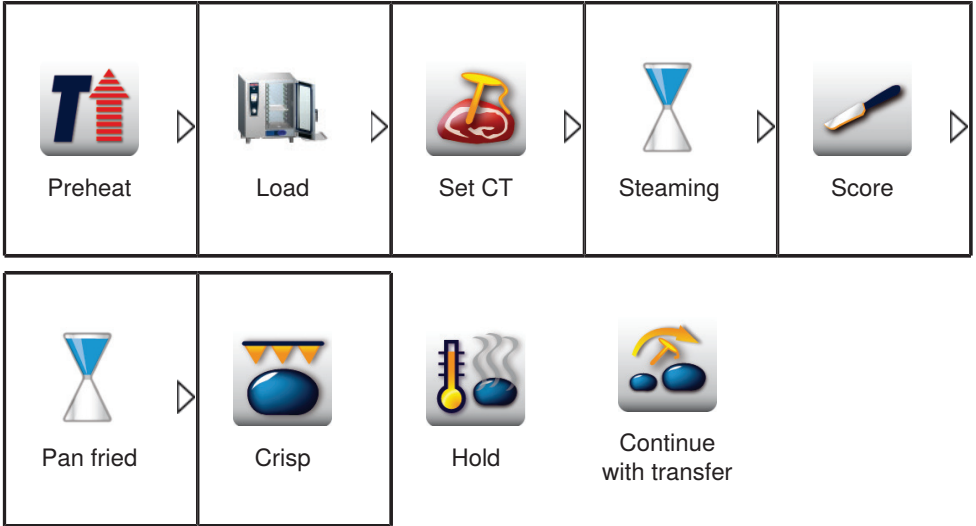 Preheat
Load
Set CT
Steaming
Score
Pan fried
Crisp
Hold
Continue
with transfer